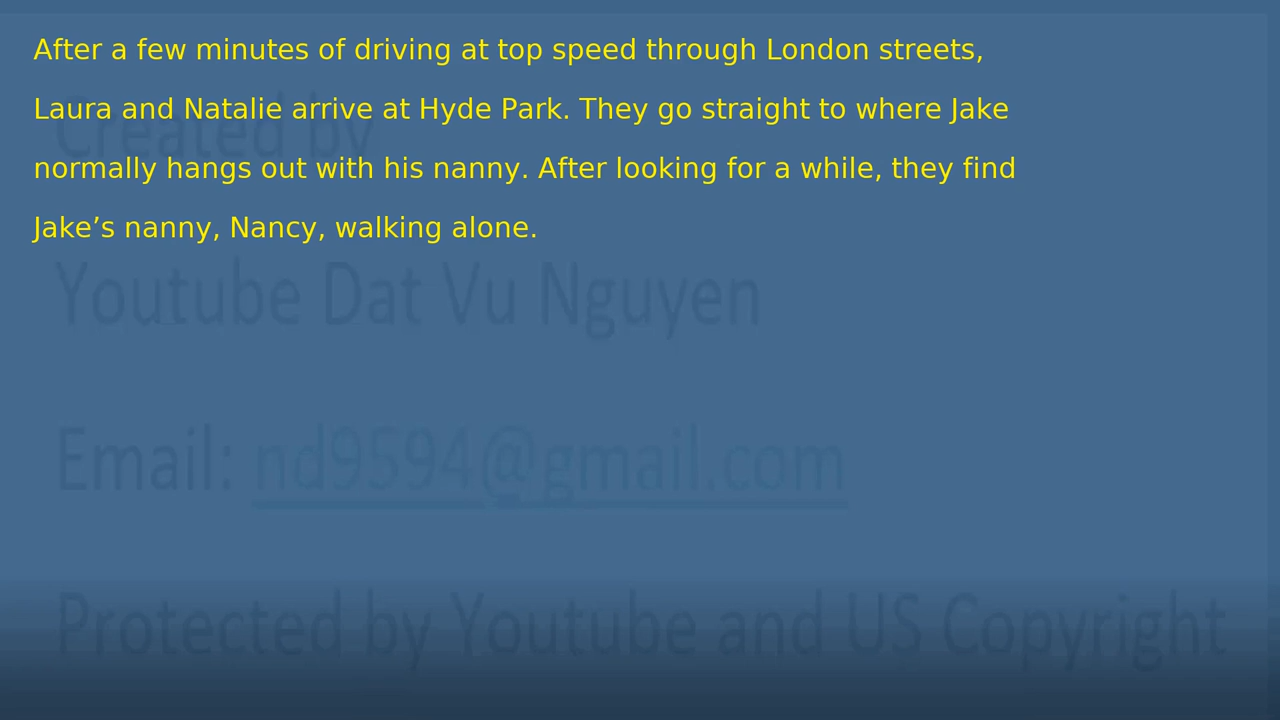 After a few minutes of driving at top speed through London streets,
Laura and Natalie arrive at Hyde Park. They go straight to where Jake
normally hangs out with his nanny. After looking for a while, they find
Jake’s nanny, Nancy, walking alone.
Created by
Youtube Dat Vu Nguyen
Email: nd9594@gmail.com
Protected by Youtube and US Copyright